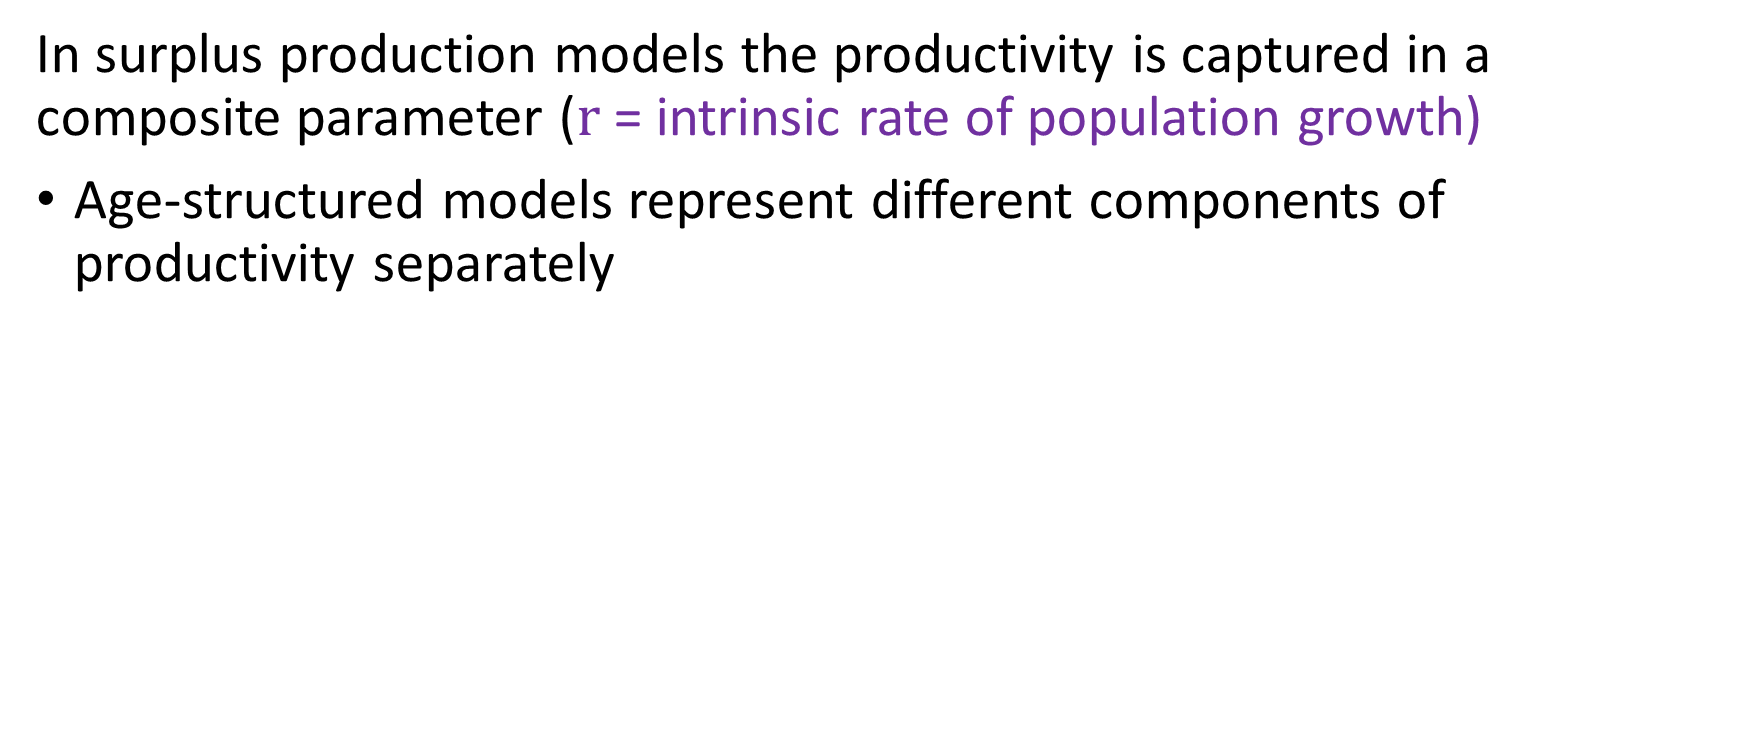 In surplus production models the productivity is captured in a
composite parameter (r = intrinsic rate of population growth)
• Age-structured models represent different components of
productivity separately